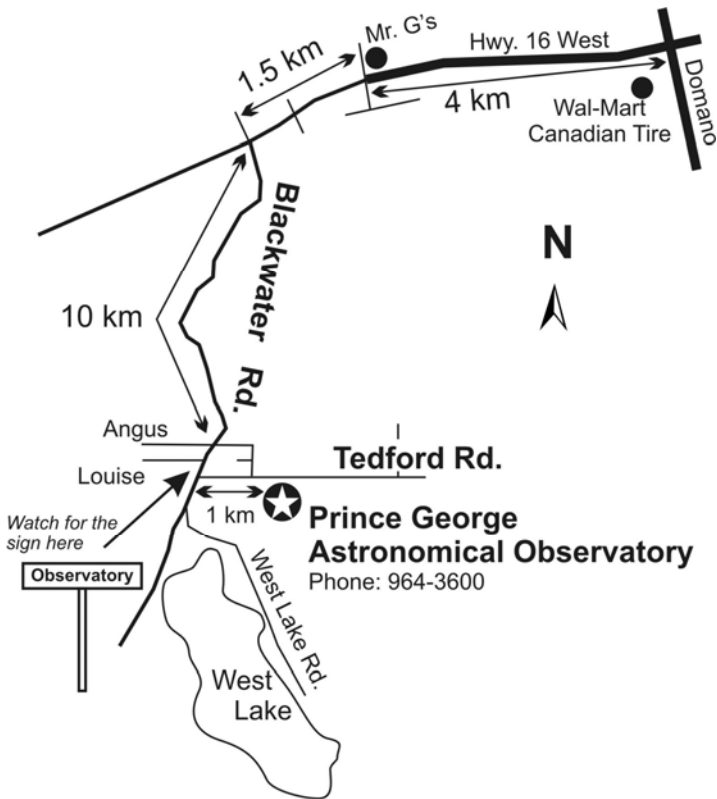 Mr. G's
Hwy. 16 West
1.5 km
4 km
Domano
Wal-Mart
Canadian Tire
Blackwater Rd.
N
10 km
Angus
Tedford Rd.
Louise
1 km
Watch for the
sign here
Prince George
Astronomical Observatory
Phone: 964-3600
Observatory
West Lake Rd.
West
Lake